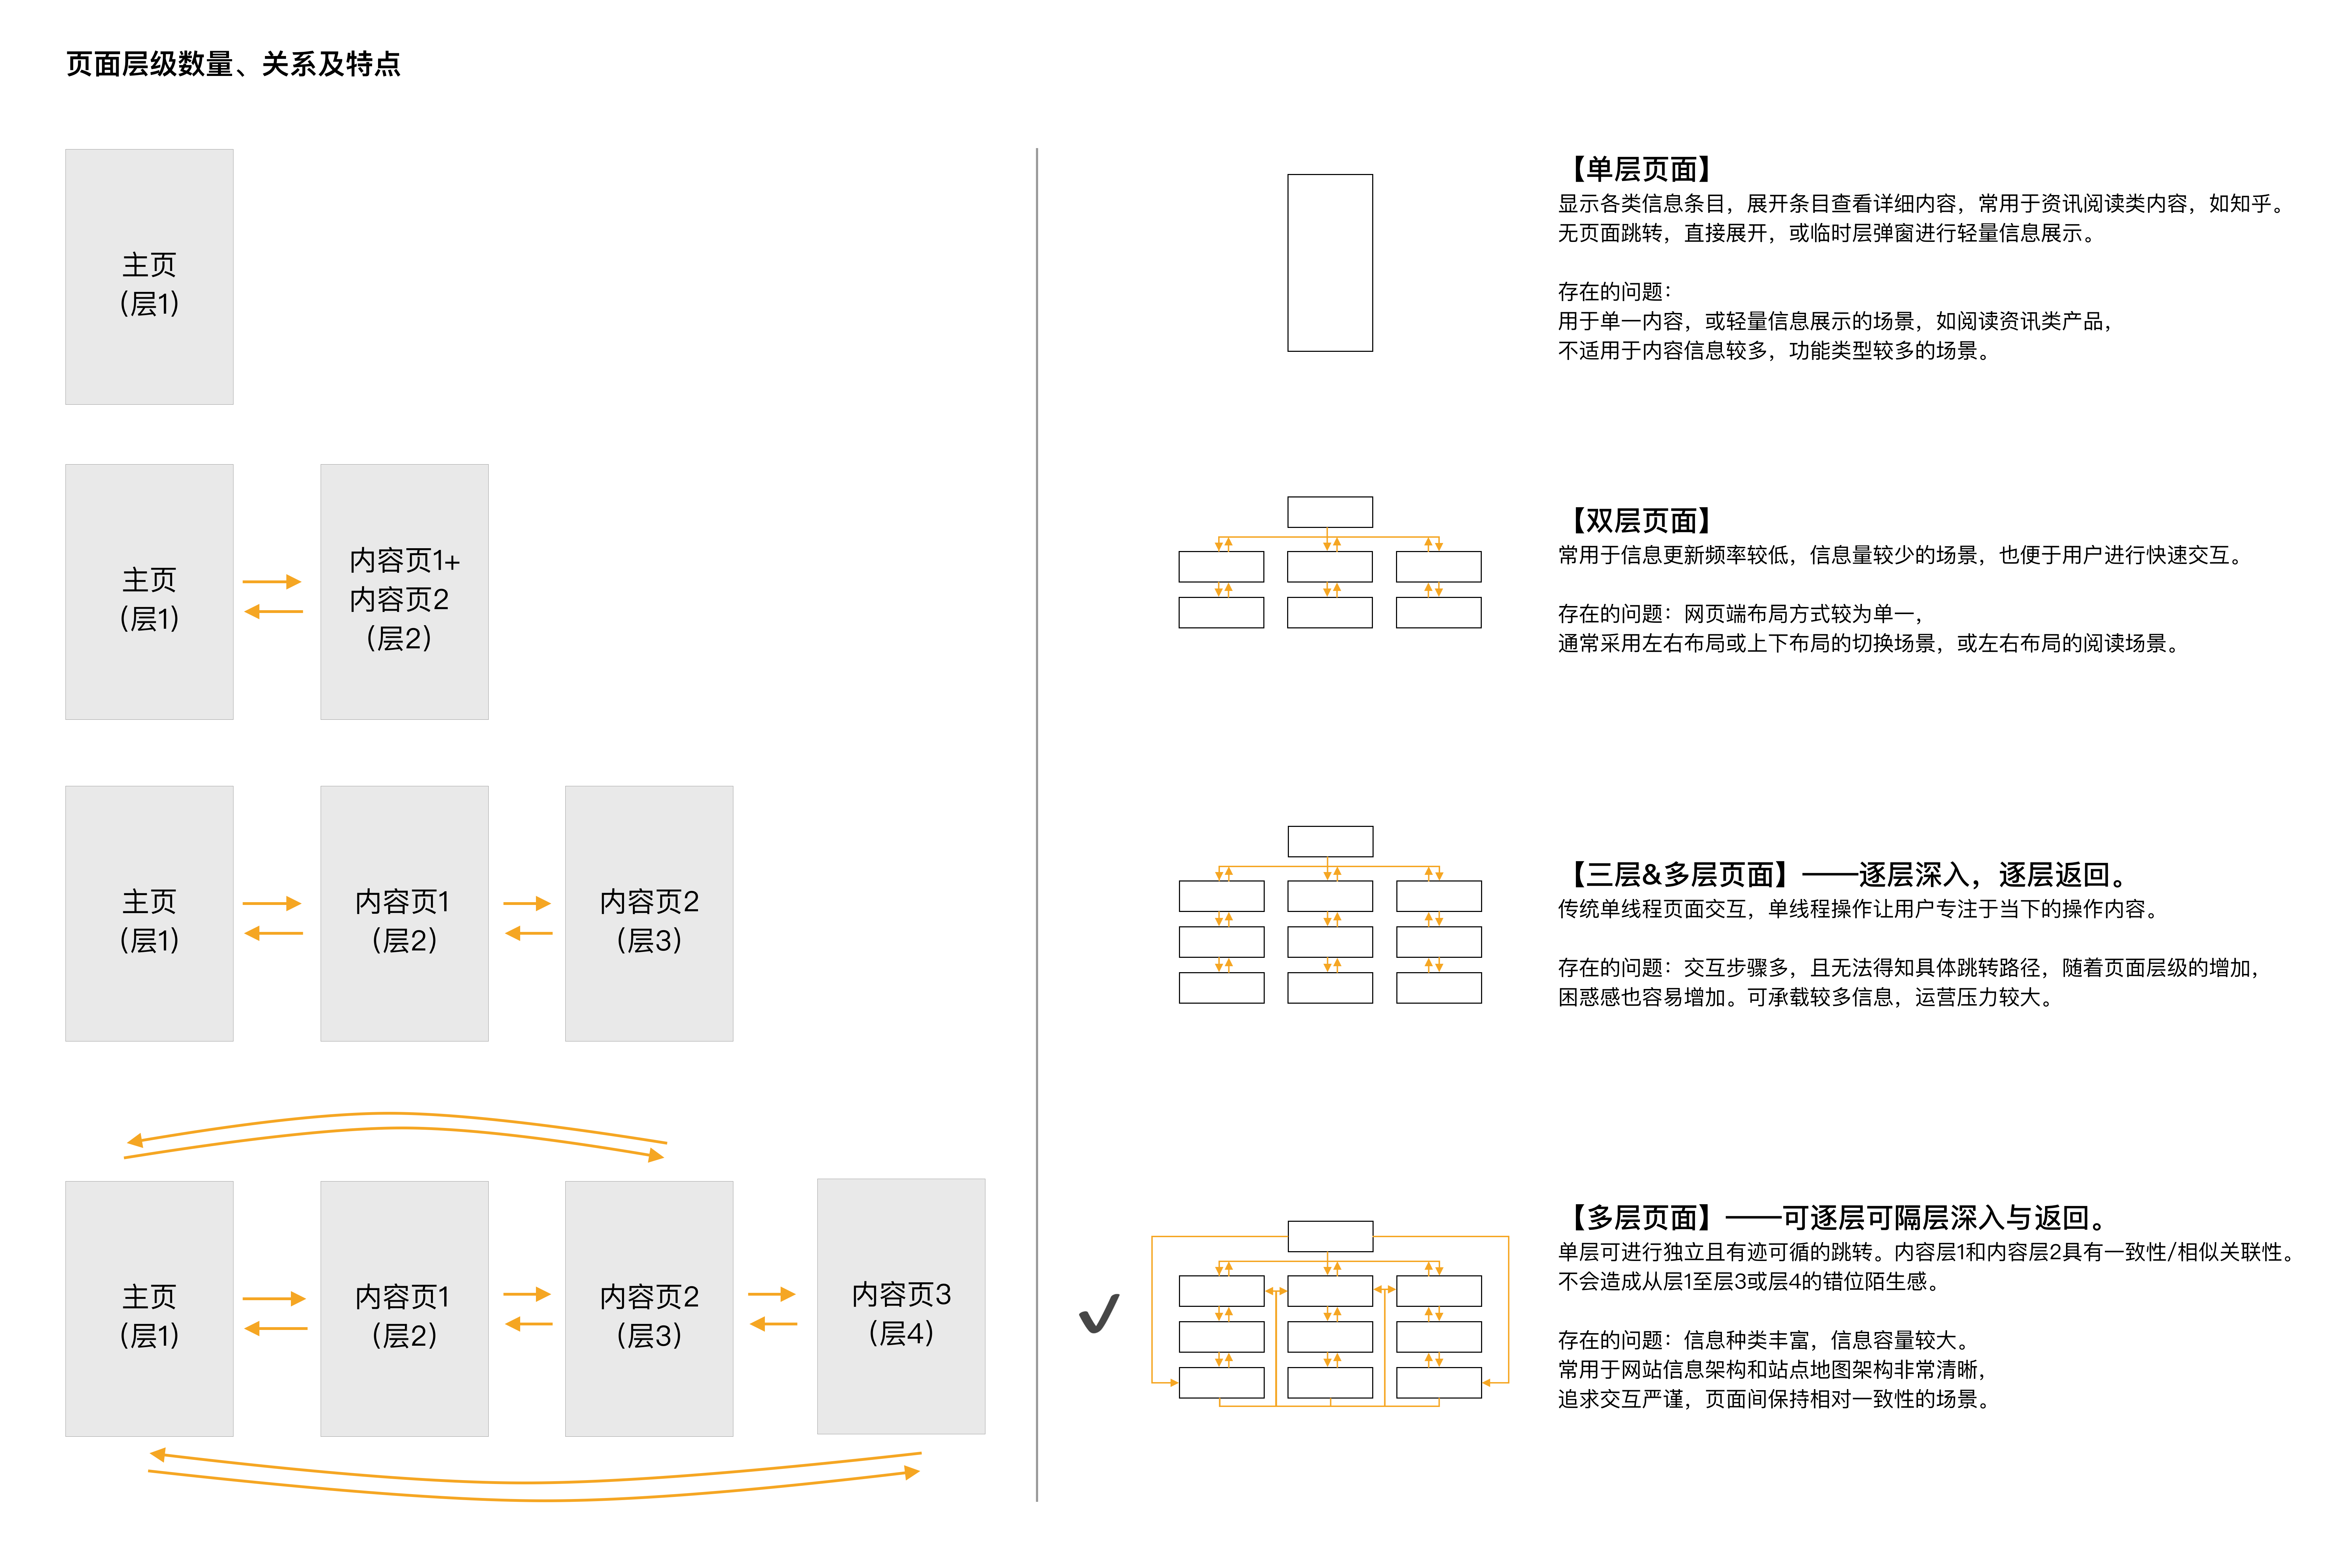 页面层级数量、关系及特点
主页
(层1)
【单层页面】
显示各类信息条目，展开条目查看详细内容，常用于资讯阅读类内容，如知乎。
无页面跳转，直接展开，或临时层弹窗进行轻量信息展示。
存在的问题：
用于单一内容，或轻量信息展示的场景，如阅读资讯类产品，
不适用于内容信息较多，功能类型较多的场景。
主页
(层1)
内容页1+
内容页2
(层2)
【双层页面】
常用于信息更新频率较低，信息量较少的场景，也便于用户进行快速交互。
存在的问题：网页端布局方式较为单一，
通常采用左右布局或上下布局的切换场景，或左右布局的阅读场景。
主页
(层1)
内容页1
(层2)
内容页2
(层3)
【三层&多层页面】——逐层深入，逐层返回。
传统单线程页面交互，单线程操作让用户专注于当下的操作内容。
存在的问题：交互步骤多，且无法得知具体跳转路径，随着页面层级的增加，
困惑感也容易增加。可承载较多信息，运营压力较大。
主页
(层1)
内容页1
(层2)
内容页2
(层3)
内容页3
(层4)
【多层页面】——可逐层可隔层深入与返回。
单层可进行独立且有迹可循的跳转。内容层1和内容层2具有一致性/相似关联性。
不会造成从层1至层3或层4的错位陌生感。
存在的问题：信息种类丰富，信息容量较大。
常用于网站信息架构和站点地图架构非常清晰，
追求交互严谨，页面间保持相对一致性的场景。